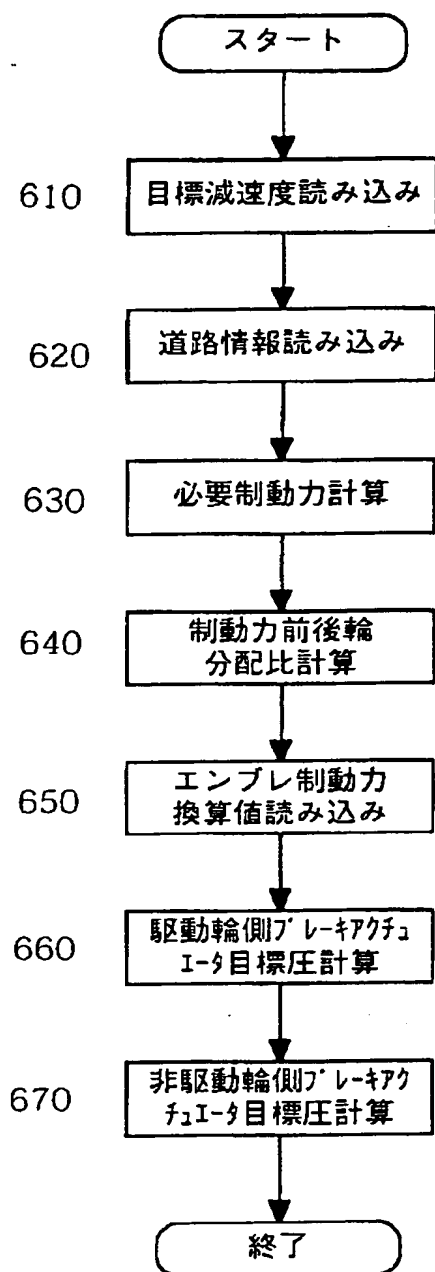 スタート
610
目標減速度読み込み
620
道路情報読み込み
630
必要制動力計算
640
制動力前後輪
分配比計算
650
エンブレ制動力
換算値読み込み
660
駆動輪側ﾌﾞﾚｰｷｱｸﾁｭ
ｴｰﾀ目標圧計算
670
非駆動輪側ﾌﾞﾚｰｷｱｸ
ﾁｭｴｰﾀ目標圧計算
終了